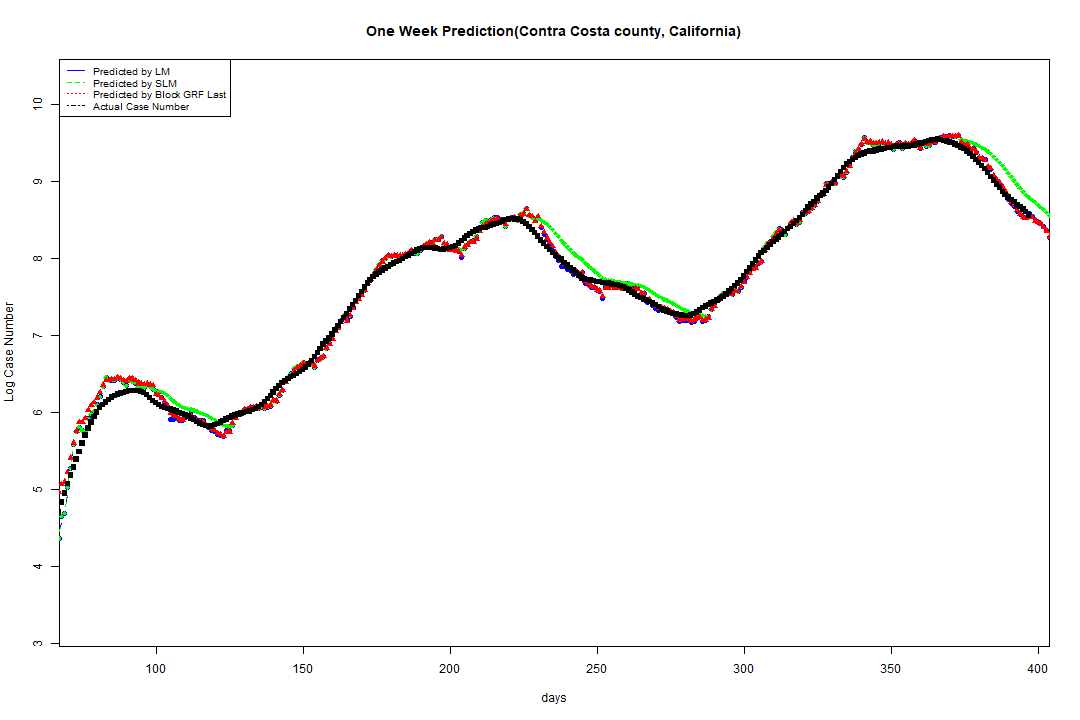 One Week Prediction(Contra Costa county, California)
Predicted by LM
Predicted by SLM
Predicted by Block GRF Last
Actual Case Number
Log Case Number
10
9
8
7
6
5
4
3
100 150 200 250 300 350 400
days